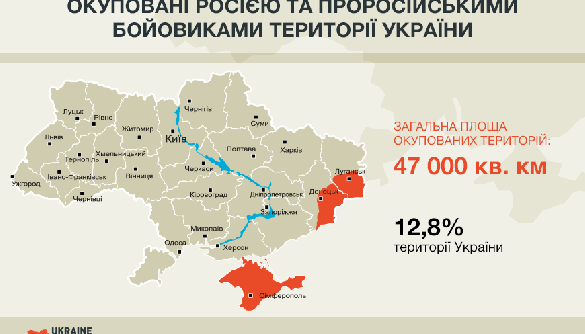 ОКУПОВАНІ РОСІЄЮ ТА ПРОРОСІЙСЬКИМИ
БОЙОВИКАМИ ТЕРИТОРІЇ УКРАЇНИ
Чернігів
Луцьк
Рівне
Суми
Житомир
Київ
Львів
Полтава
Харків
Тернопіль
Хмельницький
Черкаси
Луганськ
Івано-Франківськ
Вінниця
Ужгород
Кіровоград
Дніпропетровськ
Донецьк
Чернівці
Запоріжжя
Миколаїв
Одеса
Херсон
Сімферополь
ЗАГАЛЬНА ПЛОЩА
ОКУПОВАНИХ ТЕРИТОРІЙ:
47 000 кв. км
12,8%
території України
UKRAINE